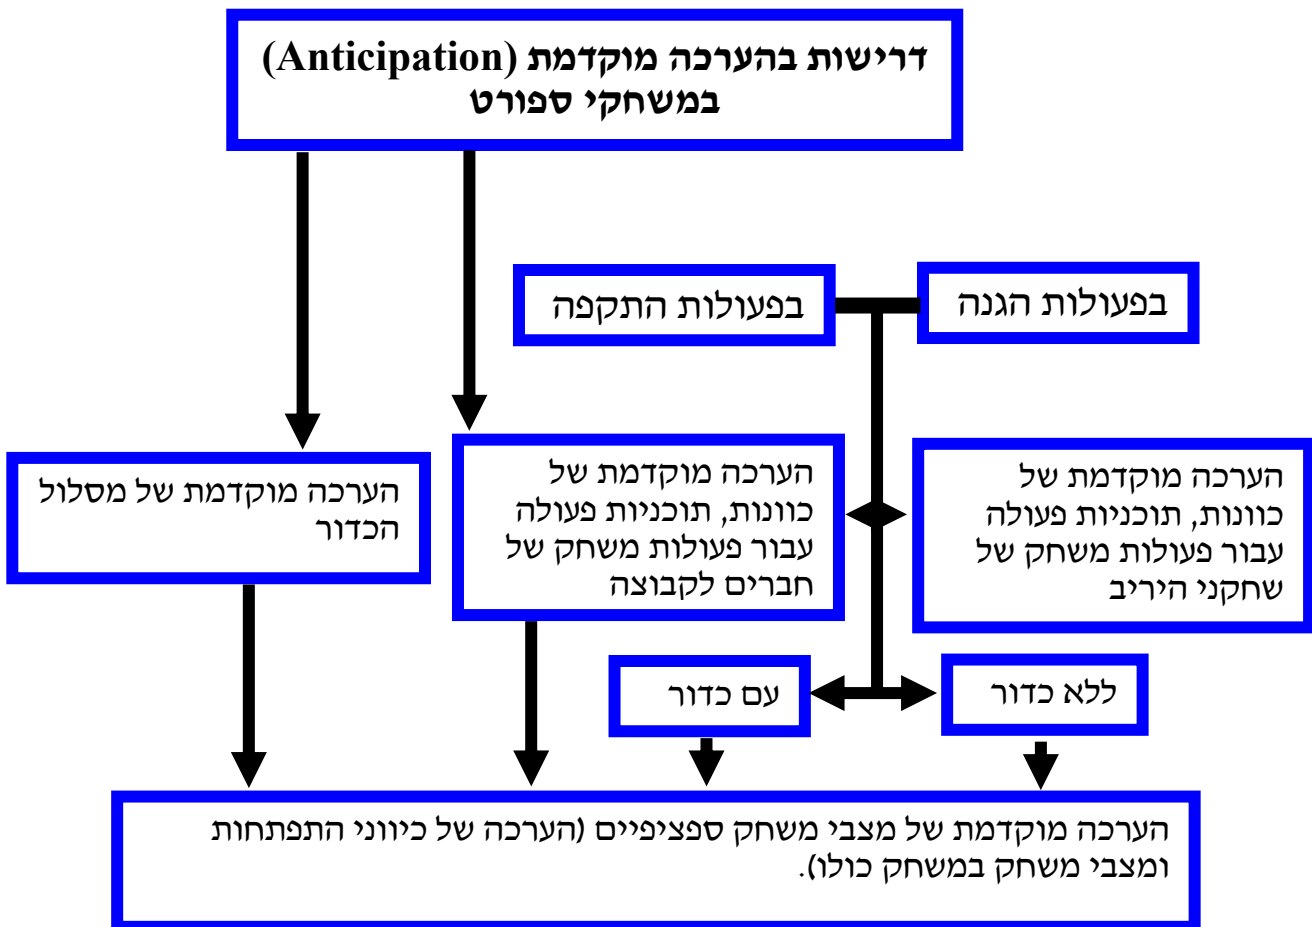 דרישות בהערכה מוקדמת (Anticipation)
במשחקי ספורט
בפעולות הגנה
בפעולות התקפה
הערכה מוקדמת של
כוונות, תוכניות פעולה
עבור פעולות משחק של
שחקני היריב
הערכה מוקדמת של
כוונות, תוכניות פעולה
עבור פעולות משחק של
חברים לקבוצה
הערכה מוקדמת של מסלול
הכדור
ללא כדור
עם כדור
הערכה מוקדמת של מצבי משחק ספציפיים (הערכה של כיווני התפתחות
ומצבי משחק במשחק כולו).